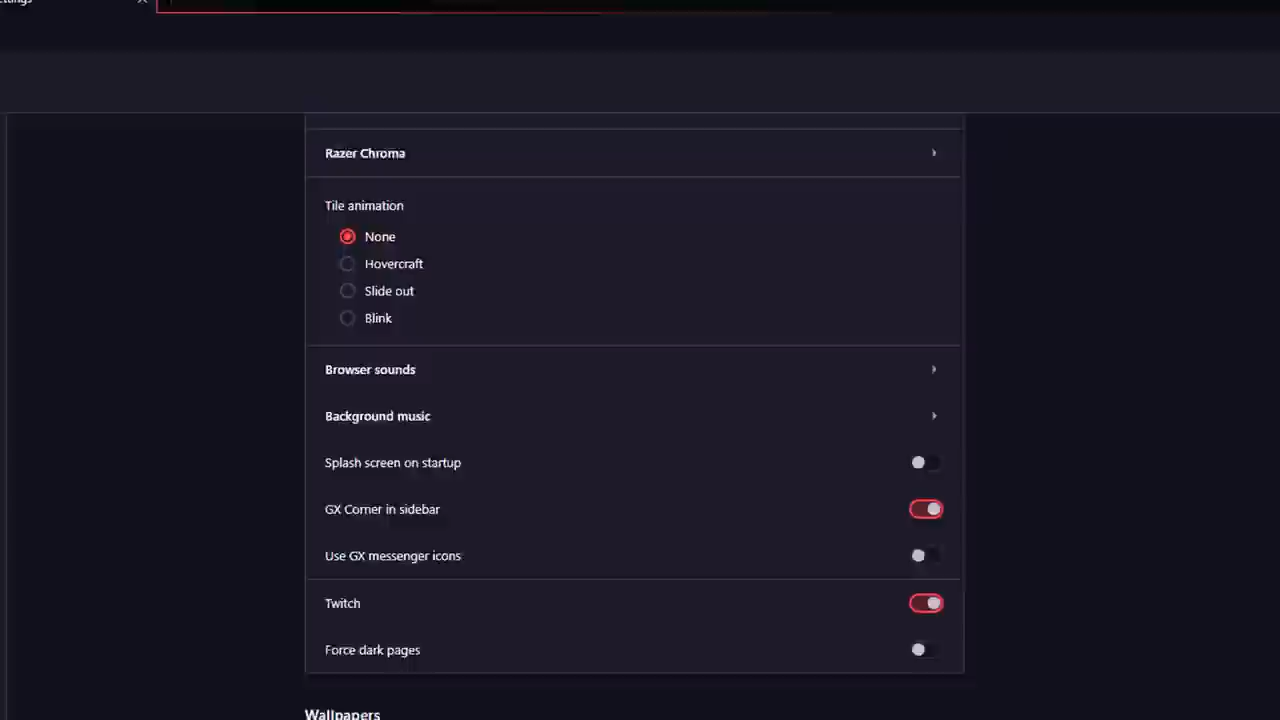 Razer Chroma
Tile animation
None
Hovercraft
Slide out
Blink
Browser sounds
Background music
Splash screen on startup
GX Corner in sidebar
Use GX messenger icons
Twitch
Force dark pages
Wallpapers